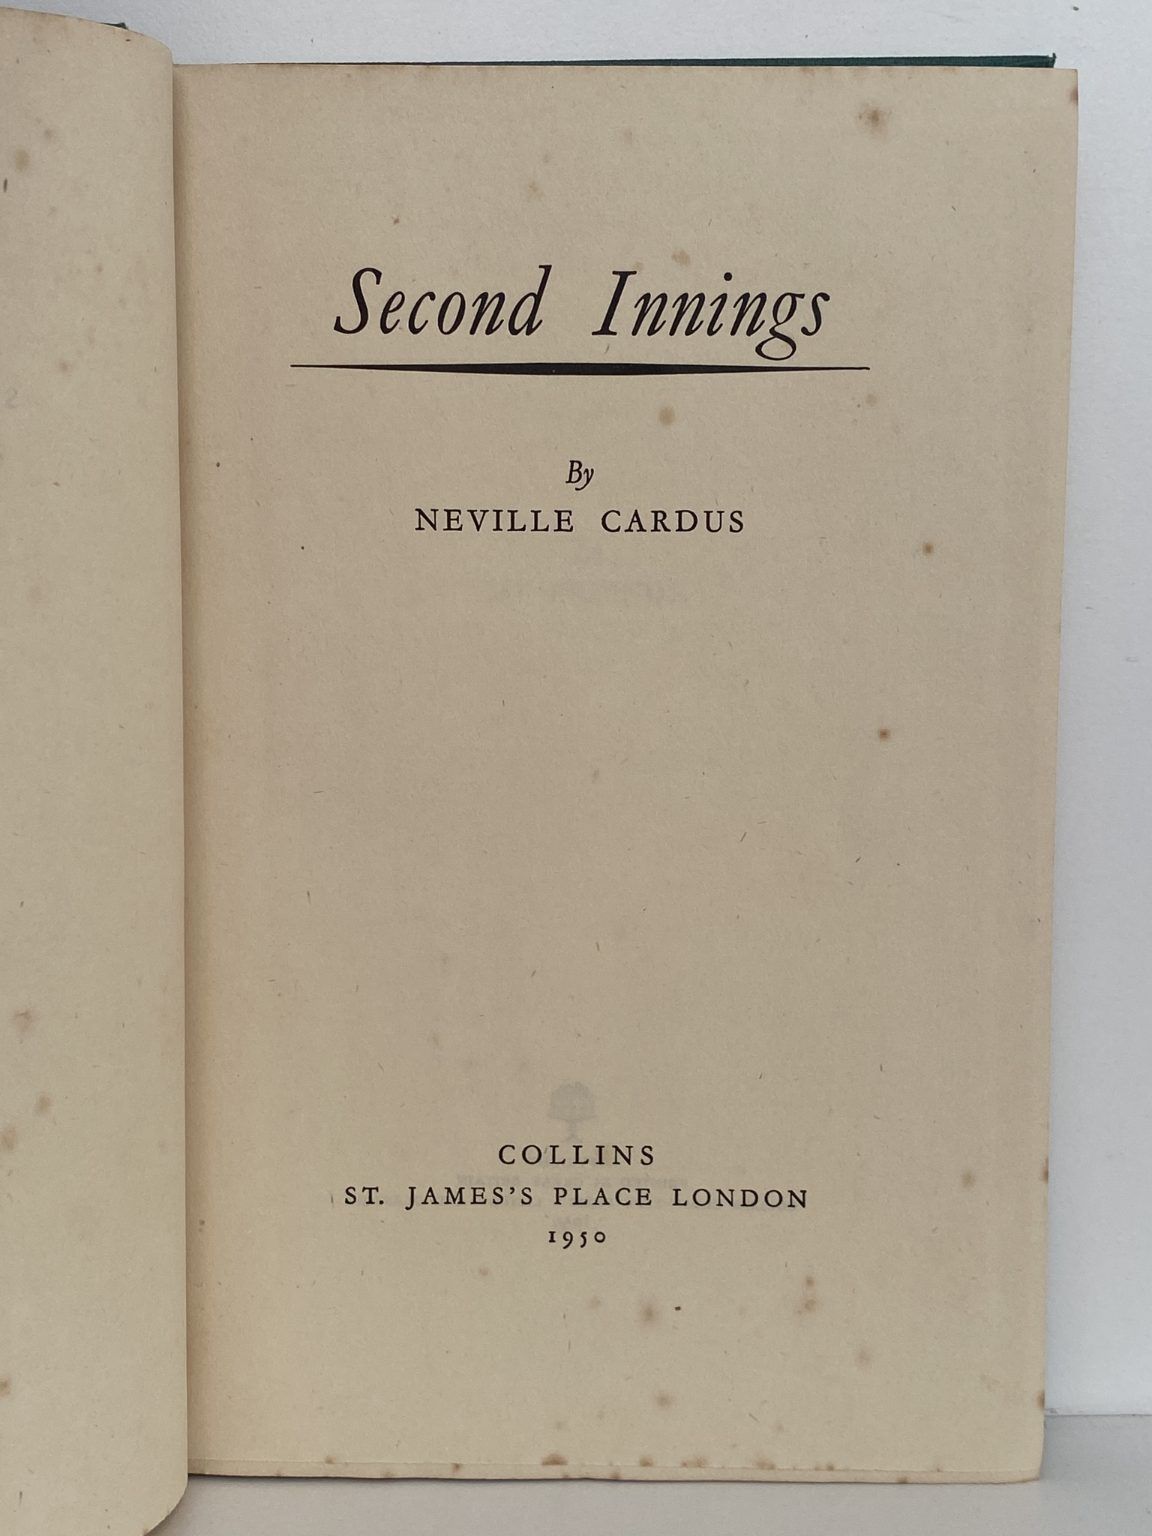 Second Innings
By
NEVILLE CARDUS
COLLINS
ST. JAMES'S PLACE LONDON
1950